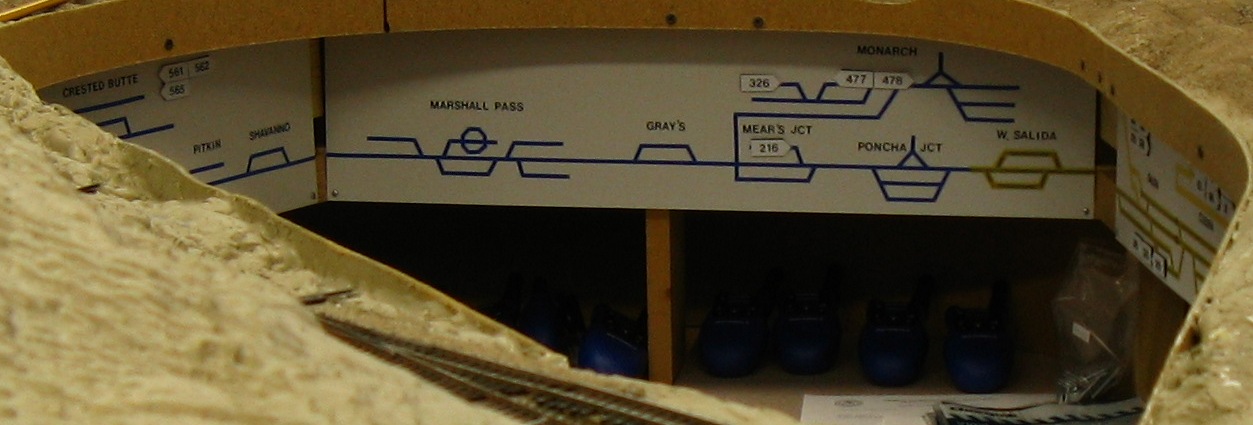 CRESTED BUTTE
561 562
565
PITKIN
SHAVANNO
MARSHALL PASS
GRAY'S
MONARCH
326
477 478
MEAR'S JCT
216
PONCHA JCT
W. SALIDA